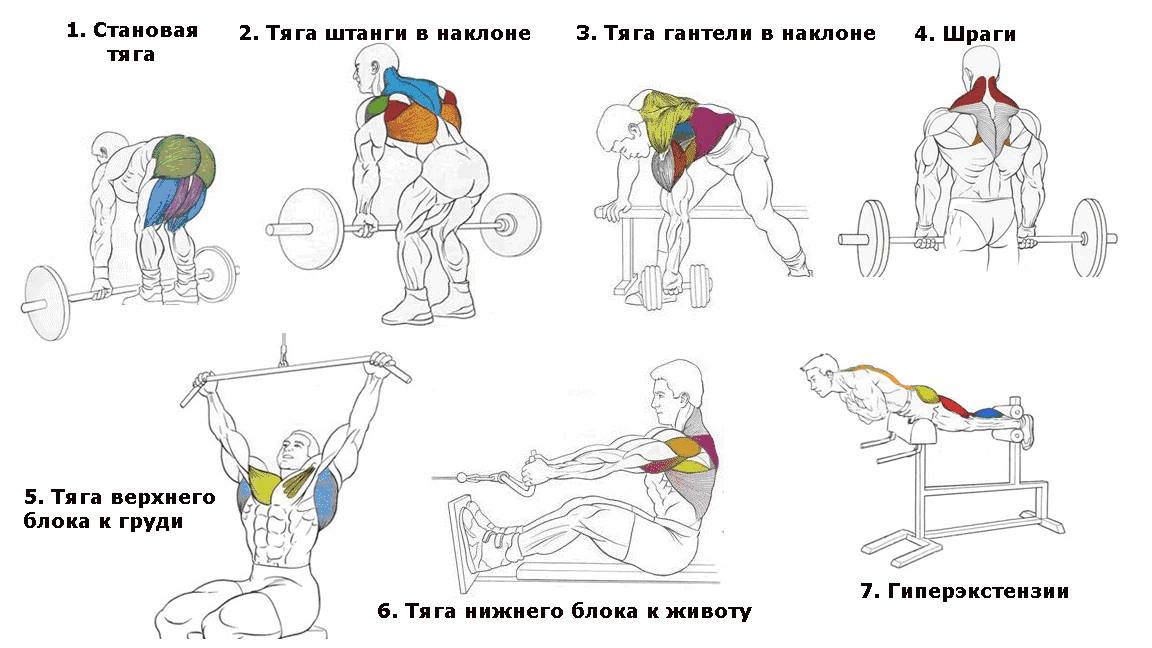 1. Становая
тяга
2. Тяга штанги в наклоне
3. Тяга гантели в наклоне
4. Шраги
5. Тяга верхнего
блока к груди
6. Тяга нижнего блока к животу
7. Гиперэкстензии